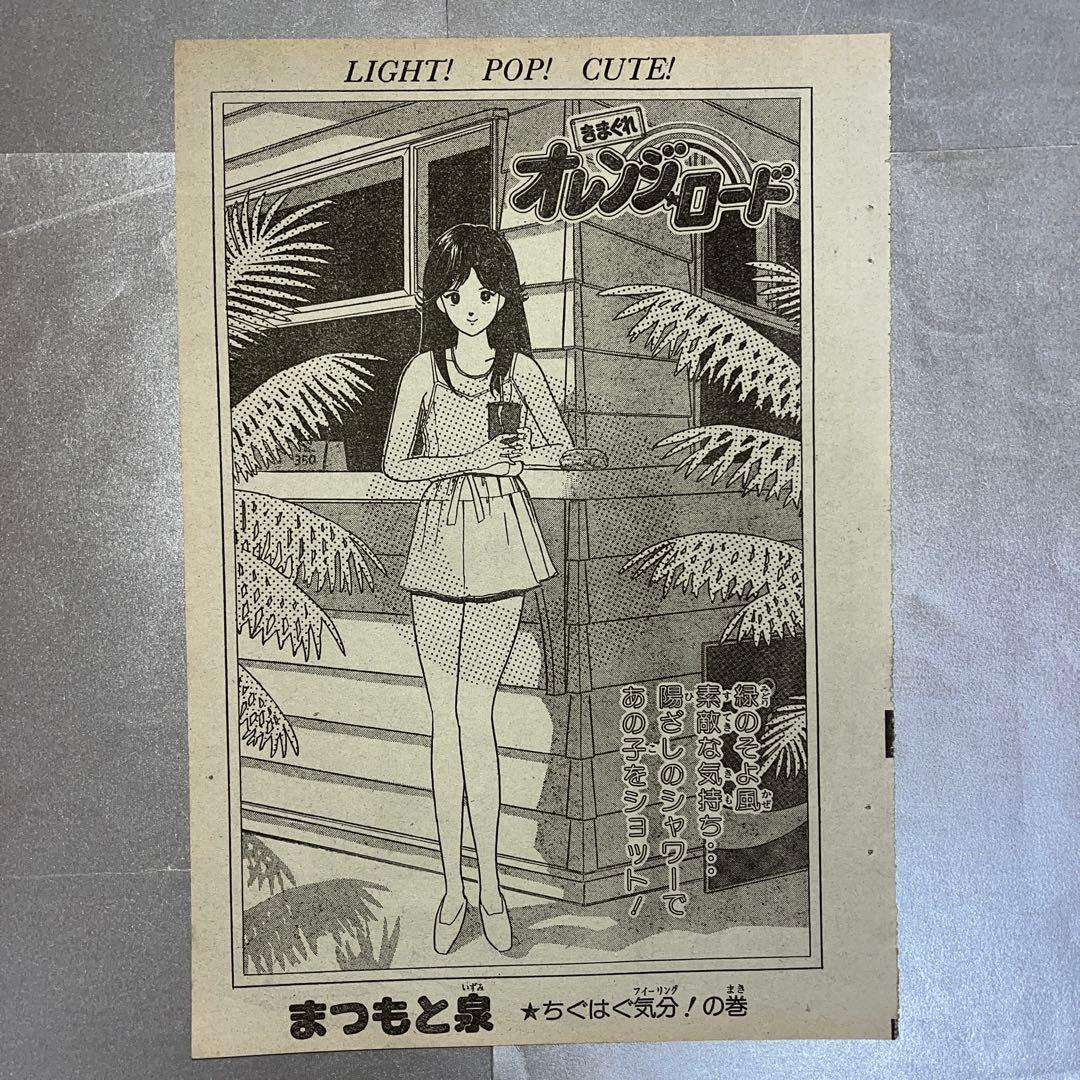 LIGHT! POP! CUTE!
きまぐれ
オレンジ★ロード
350
緑のそよ風
素敵な気持ち…
陽ざしのシャワーで
あの子をショット!
まつもと泉
★ちぐはぐ気分!の巻